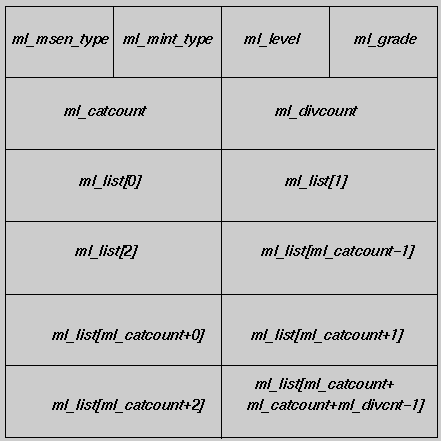 ml_msen_type ml_mint_type ml_level ml_grade
ml_catcount ml_divcount
ml_list[0] ml_list[1]
ml_list[2] ml_list[ml_catcount-1]
ml_list[ml_catcount+0] ml_list[ml_catcount+1]
ml_list[ml_catcount+2] ml_list[ml_catcount+
ml_catcount+ml_divcnt-1]